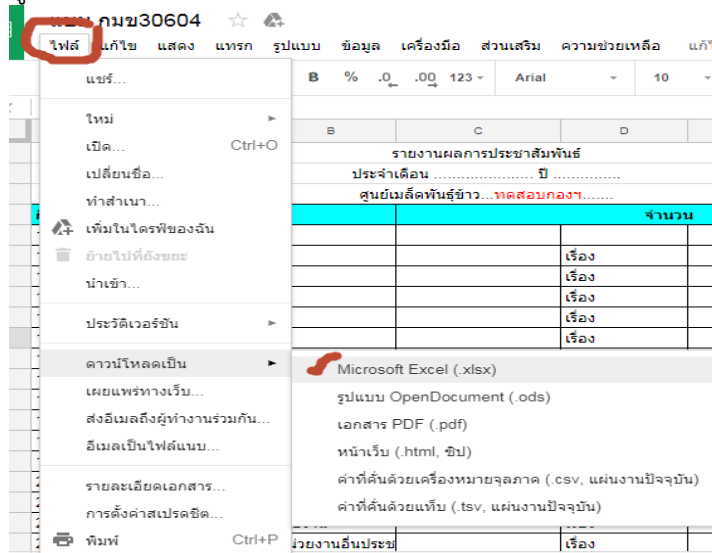 แบบ กมข30604
ไฟล์ แก้ไข แสดง แทรก รูปแบบ ข้อมูล เครื่องมือ ส่วนเสริม ความช่วยเหลือ
แชร์... B % .0 .00 123 Arial 10
ใหม่
B C D
เปิด... Ctrl+O
รายงานผลการประชาสัมพันธ์
เปลี่ยนชื่อ...
ประจำเดือน ...................... ปี ...............
ทำสำเนา...
ศูนย์เมล็ดพันธุ์ข้าว...ทดสอบกองฯ.......
จำนวน
เพิ่มในไดรฟ์ของฉัน
ย้ายไปที่ถังขยะ
เรื่อง
นำเข้า...
เรื่อง
เรื่อง
ประวัติเวอร์ชัน
เรื่อง
เรื่อง
ดาวน์โหลดเป็น
Microsoft Excel (.xlsx)
เผยแพร่ทางเว็บ...
รูปแบบ OpenDocument (.ods)
ส่งอีเมลถึงผู้ทำงานร่วมกัน...
เอกสาร PDF (.pdf)
อีเมลเป็นไฟล์แนบ...
หน้าเว็บ (.html, ซิป)
รายละเอียดเอกสาร...
ค่าที่คั่นด้วยเครื่องหมายจุลภาค (.csv, แผ่นงานปัจจุบัน)
การตั้งค่าสเปรดชีต...
ค่าที่คั่นด้วยแท็บ (.tsv, แผ่นงานปัจจุบัน)
พิมพ์ Ctrl+P
น่วยงานอื่นประช
เรื่อง